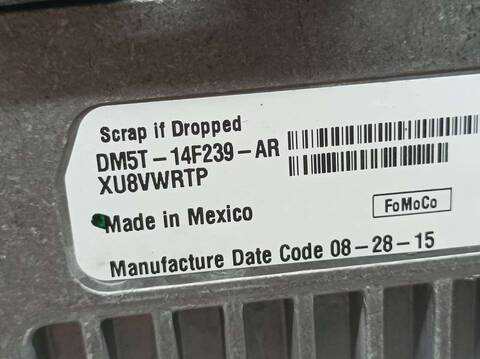 Scrap if Dropped
DM5T-14F239-AR
XU8VWRTP
Made in Mexico
FoMoCo
Manufacture Date Code 08-28-15